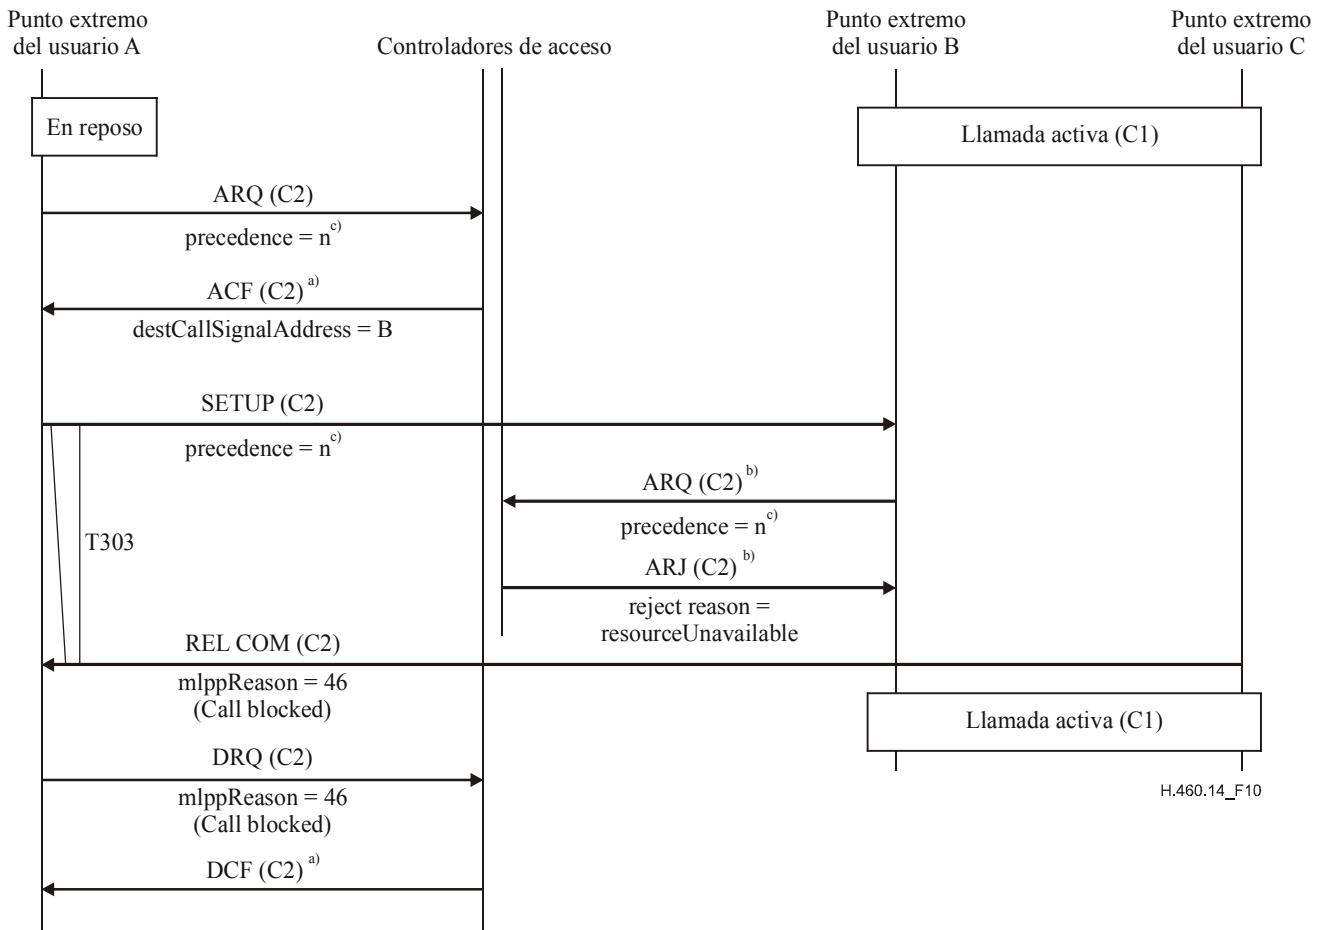 Punto extremo
del usuario A
Controladores de acceso
Punto extremo
del usuario B
Punto extremo
del usuario C
En reposo
Llamada activa (C1)
ARQ (C2)
precedence = n c)
ACF (C2) a)
destCallSignalAddress = B
SETUP (C2)
precedence = n c)
ARQ (C2) b)
precedence = n c)
T303
ARJ (C2) b)
reject reason =
resourceUnavailable
REL COM (C2)
mlppReason = 46
(Call blocked)
Llamada activa (C1)
DRQ (C2)
mlppReason = 46
(Call blocked)
H.460.14_F10
DCF (C2) a)